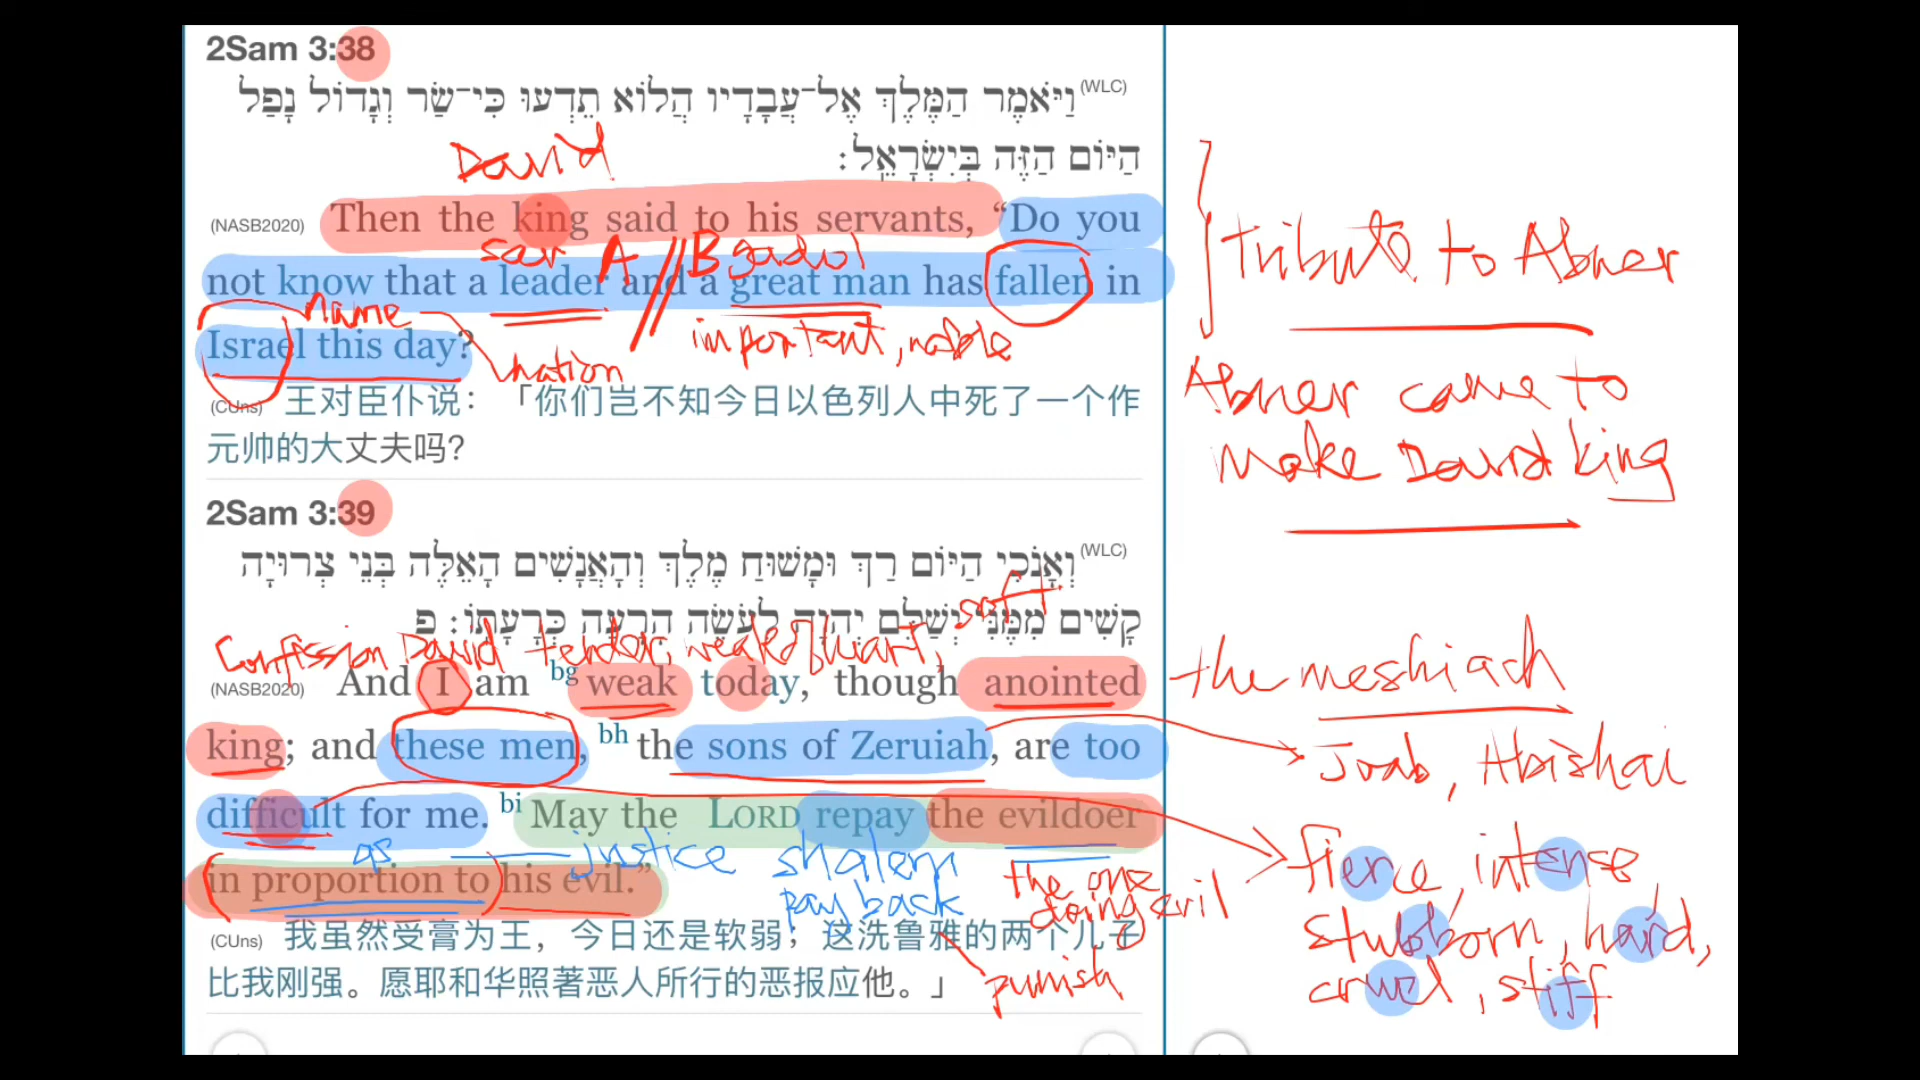 2Sam 3:38
(WLC) וַיֹּאמֶר הַמֶּלֶךְ אֶל־עֲבָדָיו הֲלוֹא תֵדְעוּ כִּי־שַׂר וְגָדוֹל נָפַל
הַיּוֹם הַזֶּה בְּיִשְׂרָאֵל׃
David
(NASB2020) Then the king said to his servants, “Do you
sar A // B gadol
not know that a leader and a great man has fallen in
name
important, noble
Israel this day?
nation
(CUns) 王对臣仆说：「你们岂不知今日以色列人中死了一个作
元帅的大丈夫吗?
Tribute to Abner
Abner came to
make David king
2Sam 3:39
(WLC) וְאָנֹכִי הַיּוֹם רַךְ וּמָשׁוּחַ מֶלֶךְ וְהָאֲנָשִׁים הָאֵלֶּה בְּנֵי צְרוּיָה
קָשִׁים מִמֶּנִּי יְשַׁלֵּם יְהוָה לְעֹשֵׂה הָרָעָה כְּרָעָתוֹ׃ פ
soft
Confession David tender, weak of heart,
(NASB2020) And I am bg weak today, though anointed
king; and these men, bh the sons of Zeruiah, are too
difficult for me. bi May the LORD repay the evildoer
as justice shalem
in proportion to his evil.”
pay back
the one
doing evil
(CUns) 我虽然受膏为王，今日还是软弱；这洗鲁雅的两个儿子
比我刚强。愿耶和华照著恶人所行的恶报应他。」
punish
the meshiach
Joab, Abishai
fierce, intense
stubborn, hard,
cruel, stiff